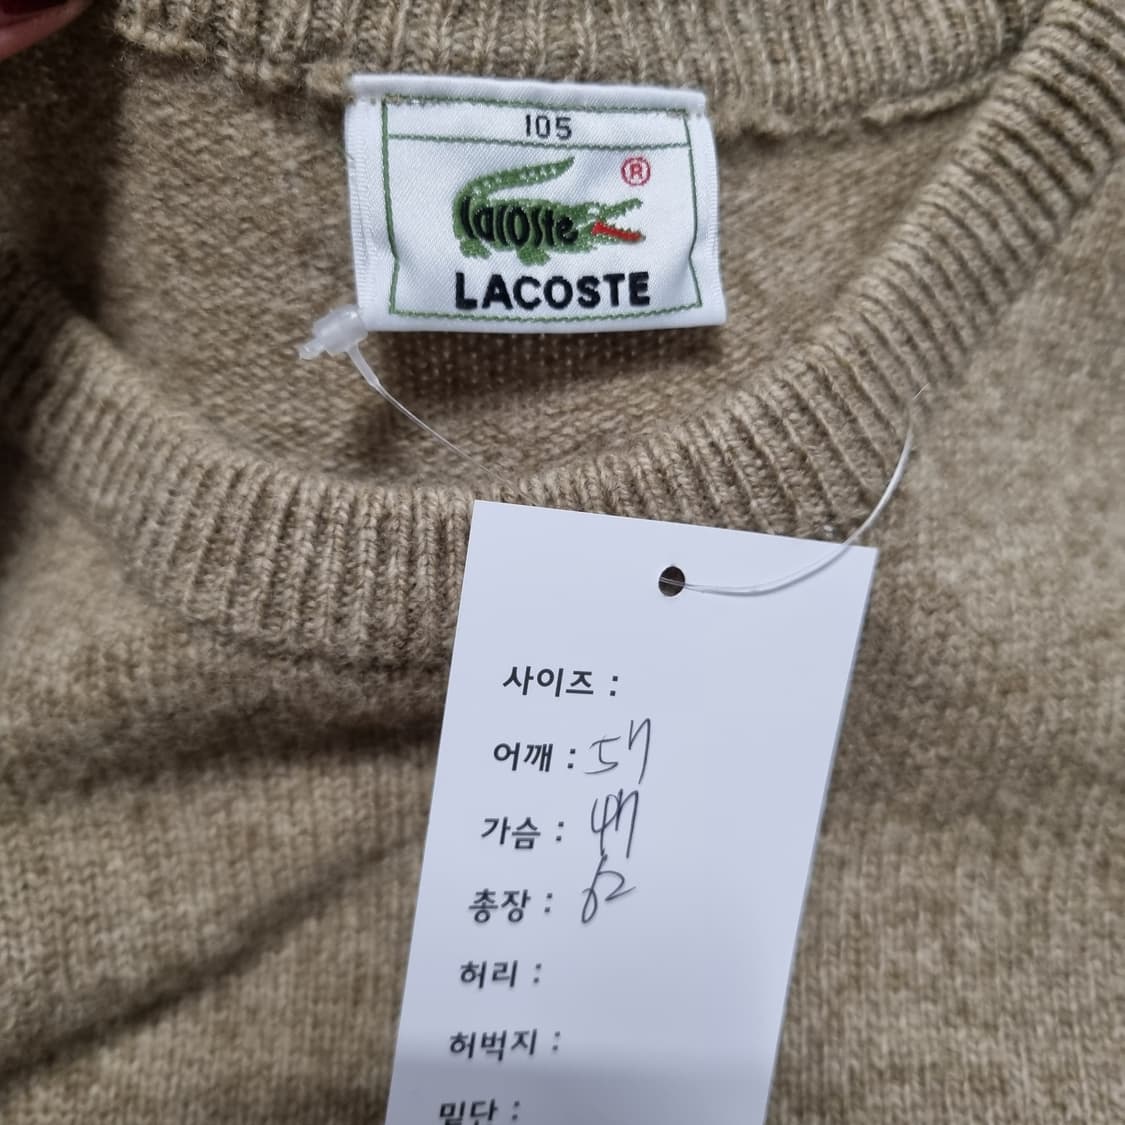 105
Lacoste
®
LACOSTE
사이즈 :
어깨 : 57
가슴 : 47
총장 : 62
허리 :
허벅지 :
밑단 :